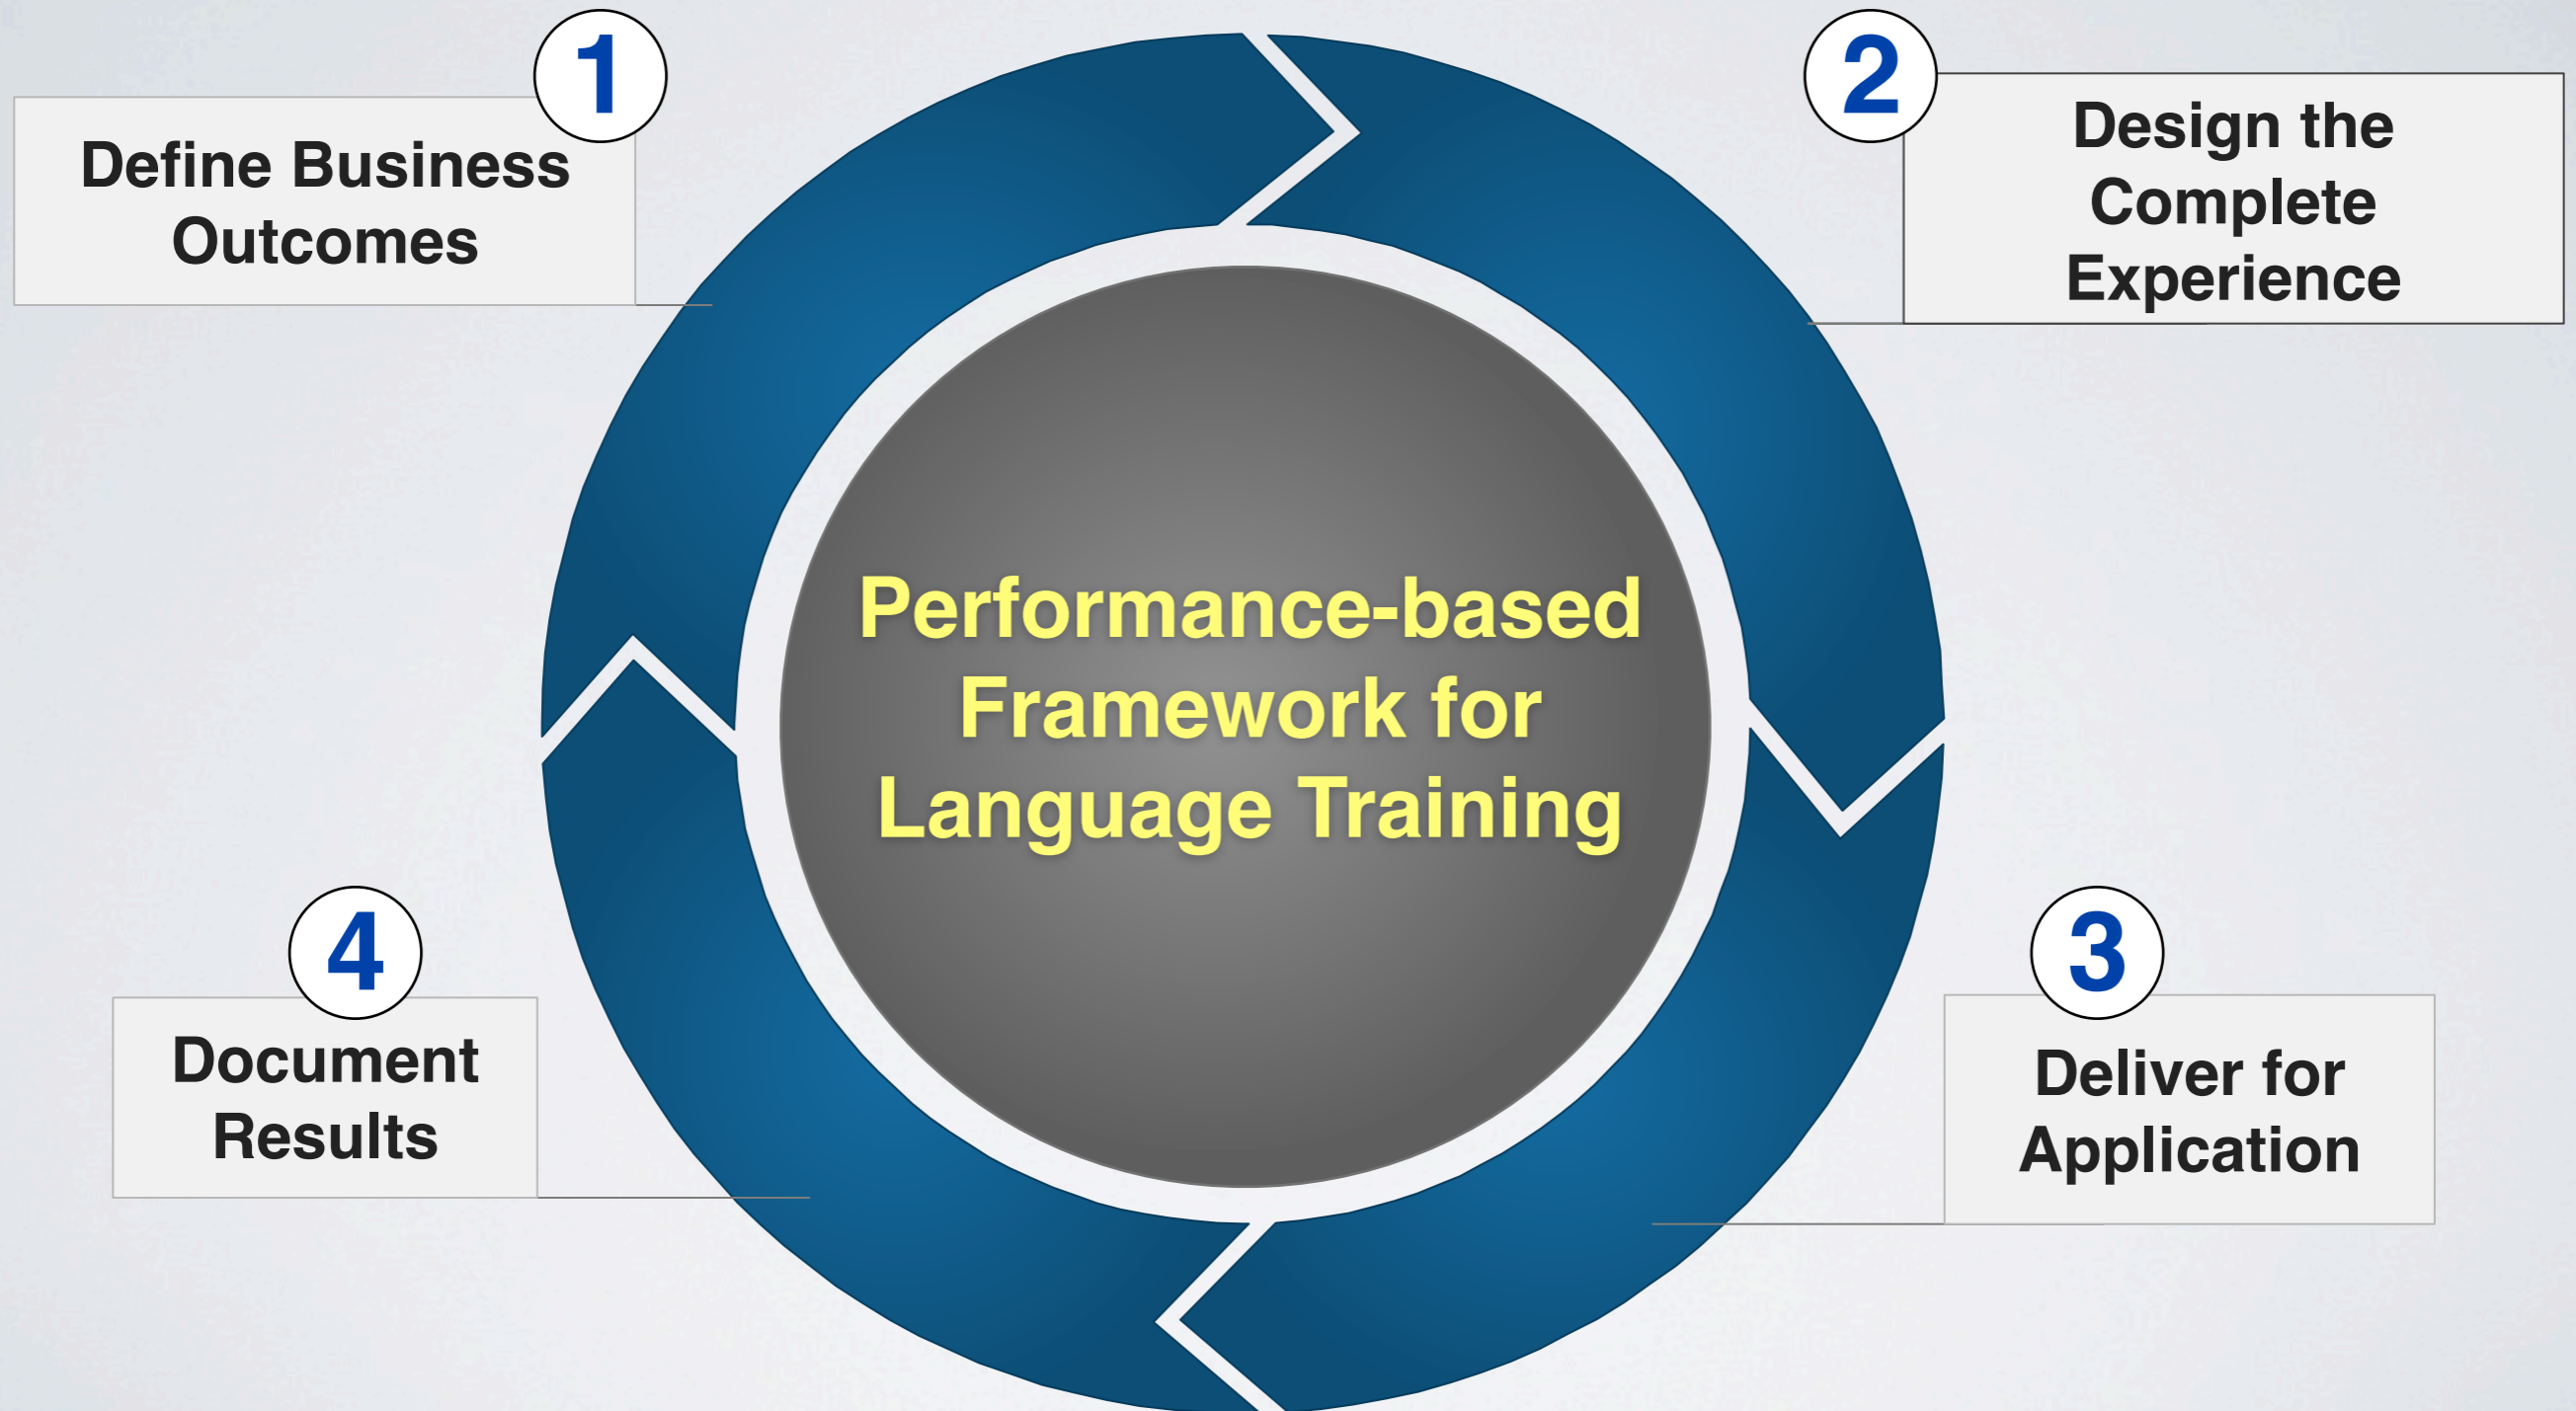 1
Define Business
Outcomes
2
Design the
Complete
Experience
Performance-based
Framework for
Language Training
3
Deliver for
Application
4
Document
Results